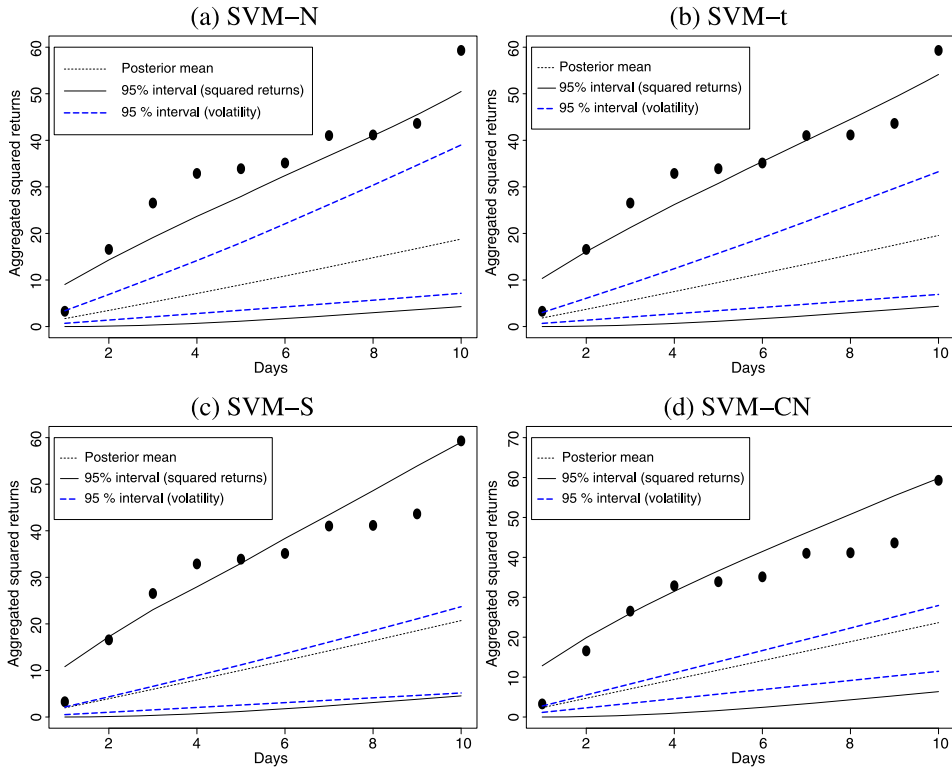 (a) SVM–N
Aggregated squared returns
0 10 20 30 40 50 60
Posterior mean
95% interval (squared returns)
95 % interval (volatility)
2 4 6 8 10
Days
(b) SVM–t
Aggregated squared returns
0 10 20 30 40 50 60
Posterior mean
95% interval (squared returns)
95 % interval (volatility)
2 4 6 8 10
Days
(c) SVM–S
Aggregated squared returns
0 10 20 30 40 50 60
Posterior mean
95% interval (squared returns)
95 % interval (volatility)
2 4 6 8 10
Days
(d) SVM–CN
Aggregated squared returns
0 10 20 30 40 50 60 70
Posterior mean
95% interval (squared returns)
95 % interval (volatility)
2 4 6 8 10
Days